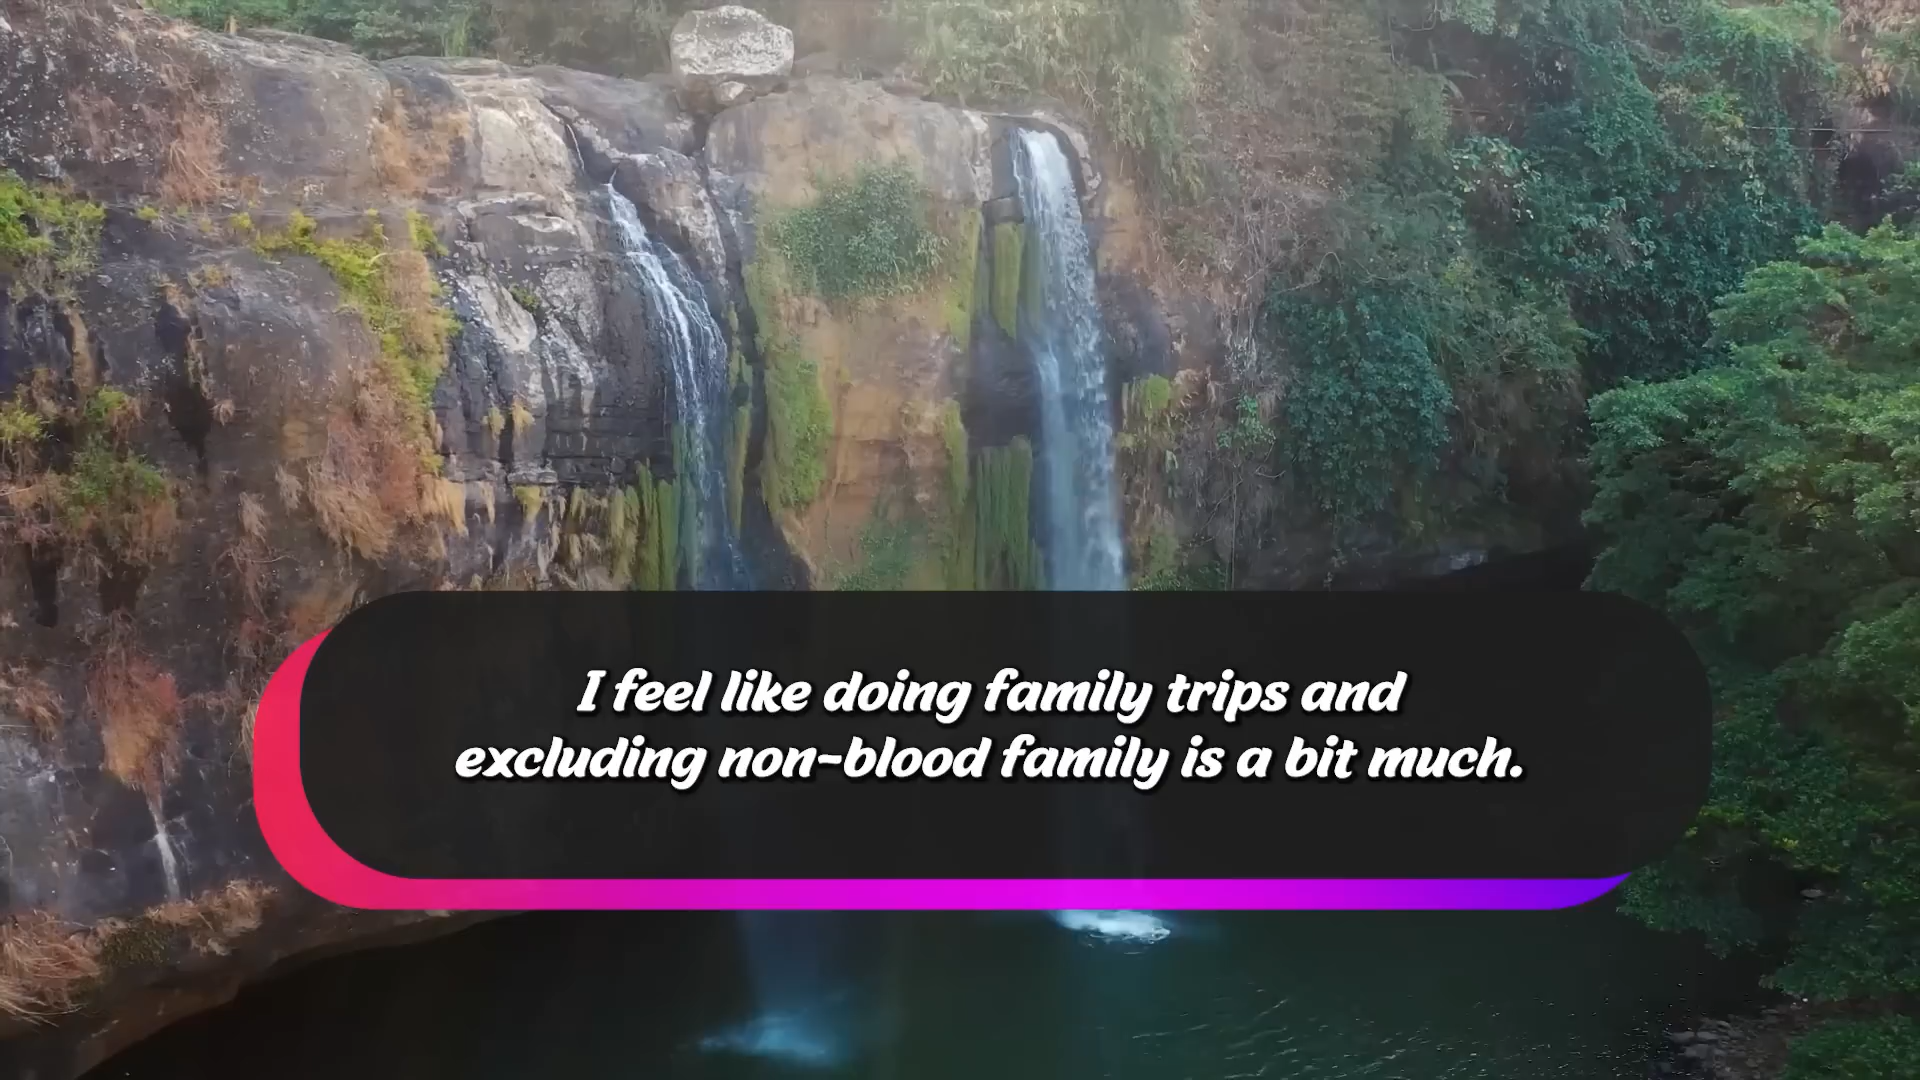 I feel like doing family trips and
excluding non-blood family is a bit much.